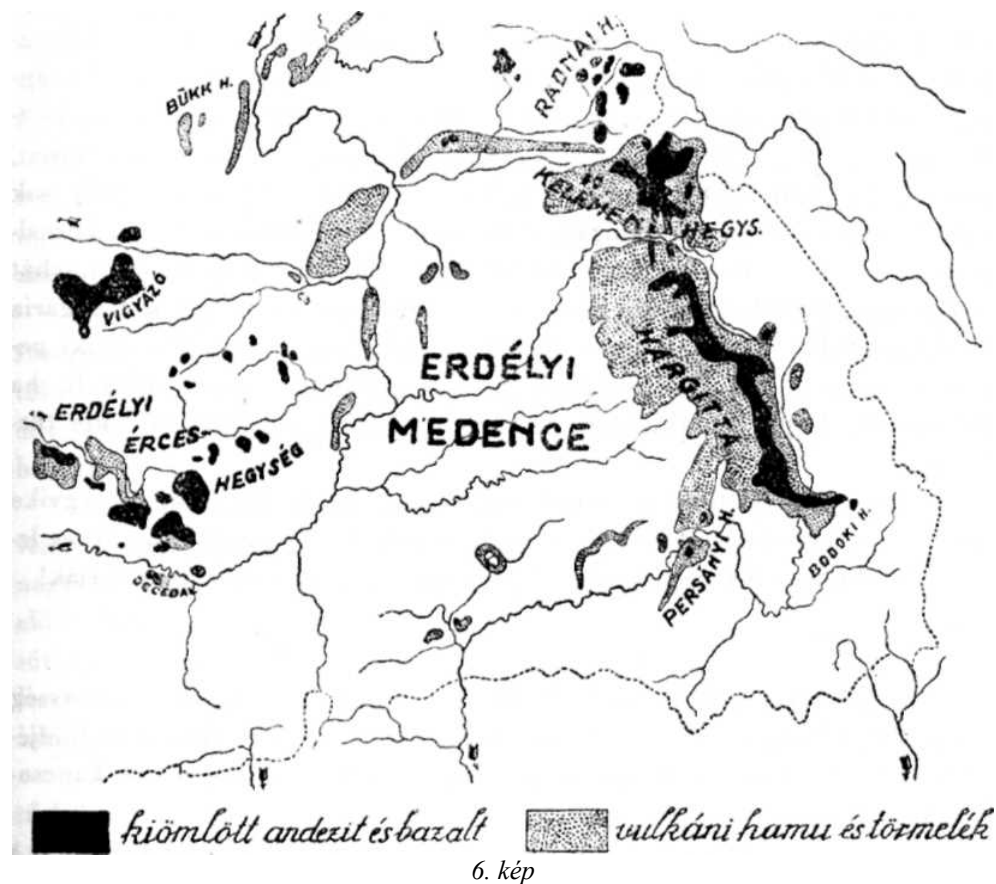 BÜKK H.
RADNAI H.
KELEMEN
HEGYS.
VIGYÁZÓ
HARGITTA
ERDÉLYI
MEDENCE
ERDÉLYI
ÉRCES-
HEGYSÉG
PERSÁNYI H.
BODOKI H.
kiömlött andezit és bazalt
vulkáni hamu és törmelék
6. kép